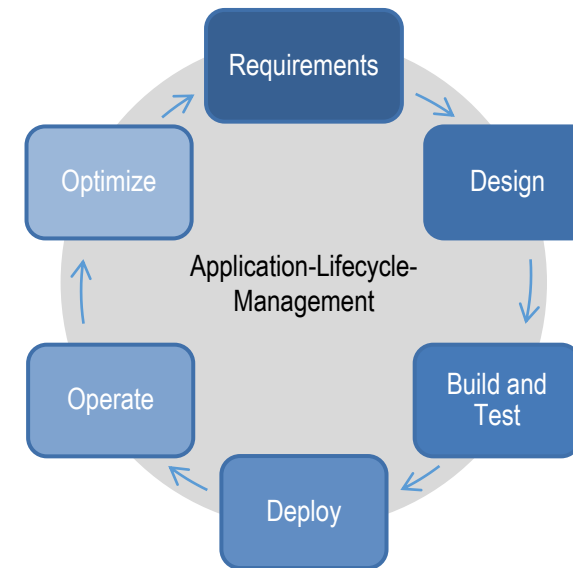 Requirements
Design
Build and
Test
Deploy
Operate
Optimize
Application-Lifecycle-
Management